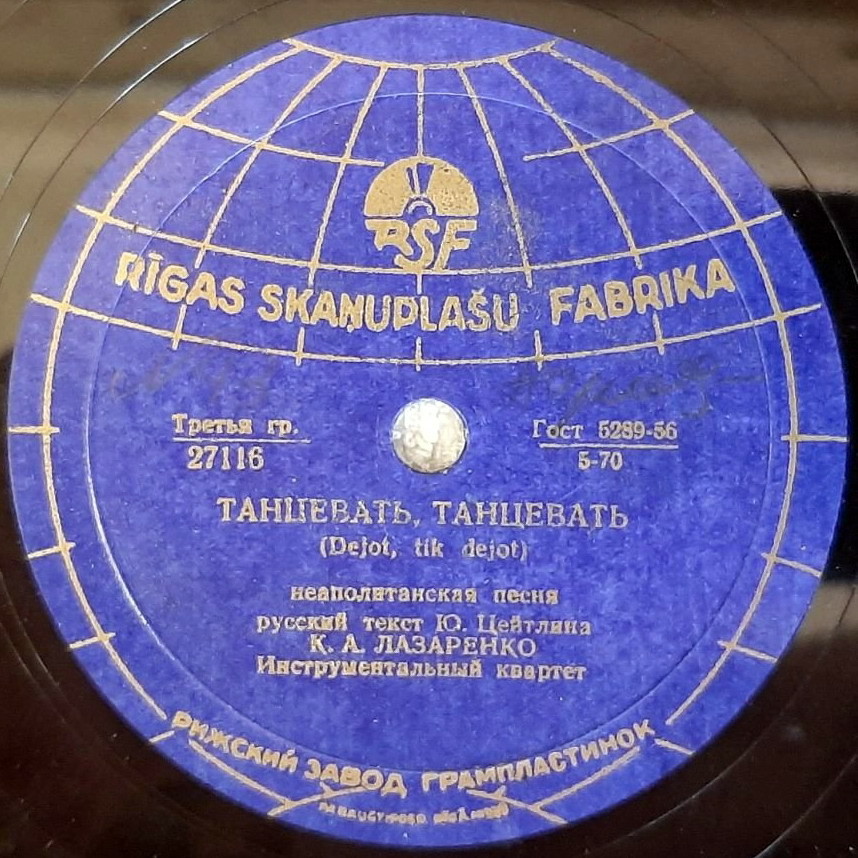 RSF
RĪGAS SKAŅUPLAŠU FABRIKA
Третья гр.
27116
Гост 5289-56
5-70
ТАНЦЕВАТЬ, ТАНЦЕВАТЬ
(Dejot, tik dejot)
неаполитанская песня
русский текст Ю. Цейтлина
К. А. ЛАЗАРЕНКО
Инструментальный квартет
РИЖСКИЙ ЗАВОД ГРАМПЛАСТИНОК